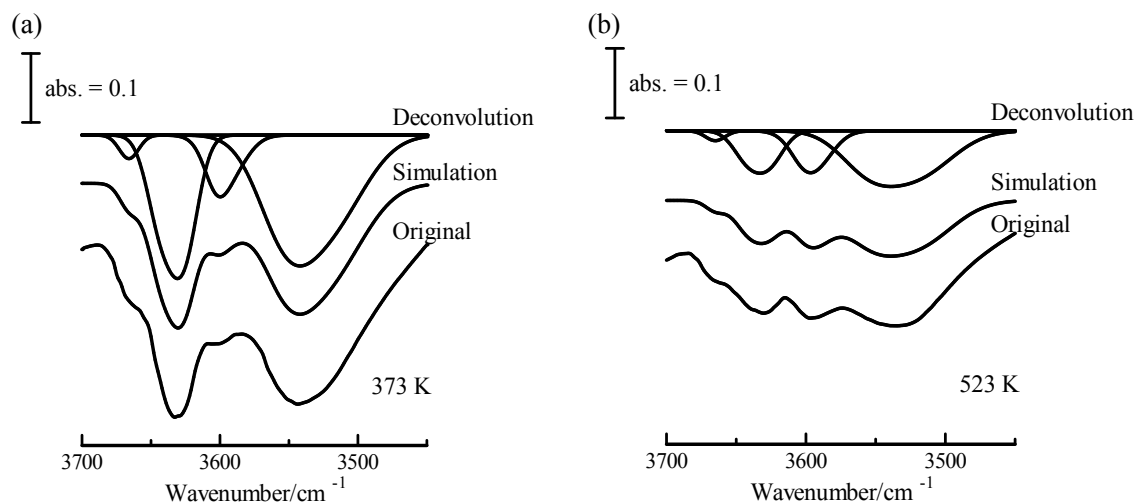 (a)
abs. = 0.1
Deconvolution
Simulation
Original
373 K
3700
3600
3500
Wavenumber/cm -1
(b)
abs. = 0.1
Deconvolution
Simulation
Original
523 K
3700
3600
3500
Wavenumber/cm -1